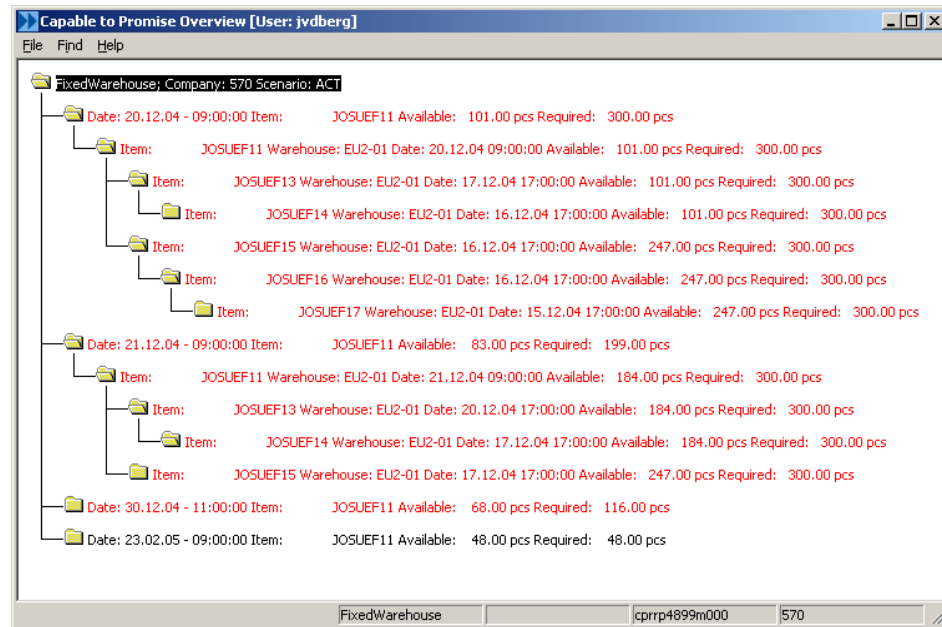 Capable to Promise Overview [User: jvdberg]
File Find Help
FixedWarehouse; Company: 570 Scenario: ACT
Date: 20.12.04 - 09:00:00 Item: JOSUEF11 Available: 101.00 pcs Required: 300.00 pcs
Item: JOSUEF11 Warehouse: EU2-01 Date: 20.12.04 09:00:00 Available: 101.00 pcs Required: 300.00 pcs
Item: JOSUEF13 Warehouse: EU2-01 Date: 17.12.04 17:00:00 Available: 101.00 pcs Required: 300.00 pcs
Item: JOSUEF14 Warehouse: EU2-01 Date: 16.12.04 17:00:00 Available: 101.00 pcs Required: 300.00 pcs
Item: JOSUEF15 Warehouse: EU2-01 Date: 16.12.04 17:00:00 Available: 247.00 pcs Required: 300.00 pcs
Item: JOSUEF16 Warehouse: EU2-01 Date: 16.12.04 17:00:00 Available: 247.00 pcs Required: 300.00 pcs
Item: JOSUEF17 Warehouse: EU2-01 Date: 15.12.04 17:00:00 Available: 247.00 pcs Required: 300.00 pcs
Date: 21.12.04 - 09:00:00 Item: JOSUEF11 Available: 83.00 pcs Required: 199.00 pcs
Item: JOSUEF11 Warehouse: EU2-01 Date: 21.12.04 09:00:00 Available: 184.00 pcs Required: 300.00 pcs
Item: JOSUEF13 Warehouse: EU2-01 Date: 20.12.04 17:00:00 Available: 184.00 pcs Required: 300.00 pcs
Item: JOSUEF14 Warehouse: EU2-01 Date: 17.12.04 17:00:00 Available: 184.00 pcs Required: 300.00 pcs
Item: JOSUEF15 Warehouse: EU2-01 Date: 17.12.04 17:00:00 Available: 247.00 pcs Required: 300.00 pcs
Date: 30.12.04 - 11:00:00 Item: JOSUEF11 Available: 68.00 pcs Required: 116.00 pcs
Date: 23.02.05 - 09:00:00 Item: JOSUEF11 Available: 48.00 pcs Required: 48.00 pcs
FixedWarehouse cprrp4899m000 570